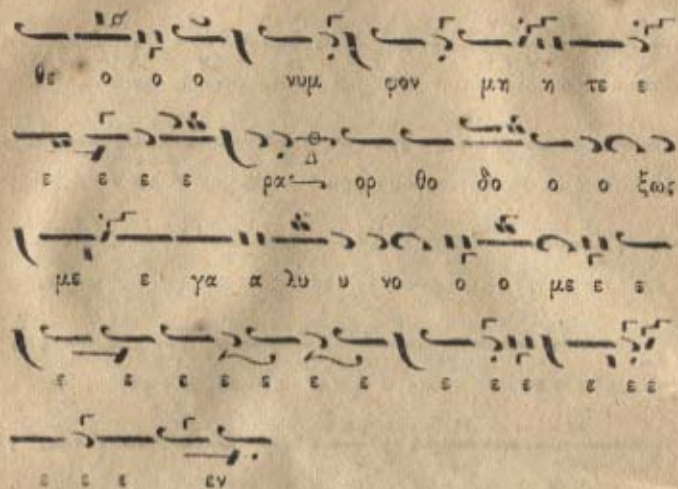 θε ο ο ο νυμ φον μη η τε ε
ε ε ε ε ρα ορ θο δο ο ο ξως
με ε γα α λυ υ νο ο ο με ε ε
ε ε ε ε ε ε ε ε ε ε ε ε ε
ε ε ε εν